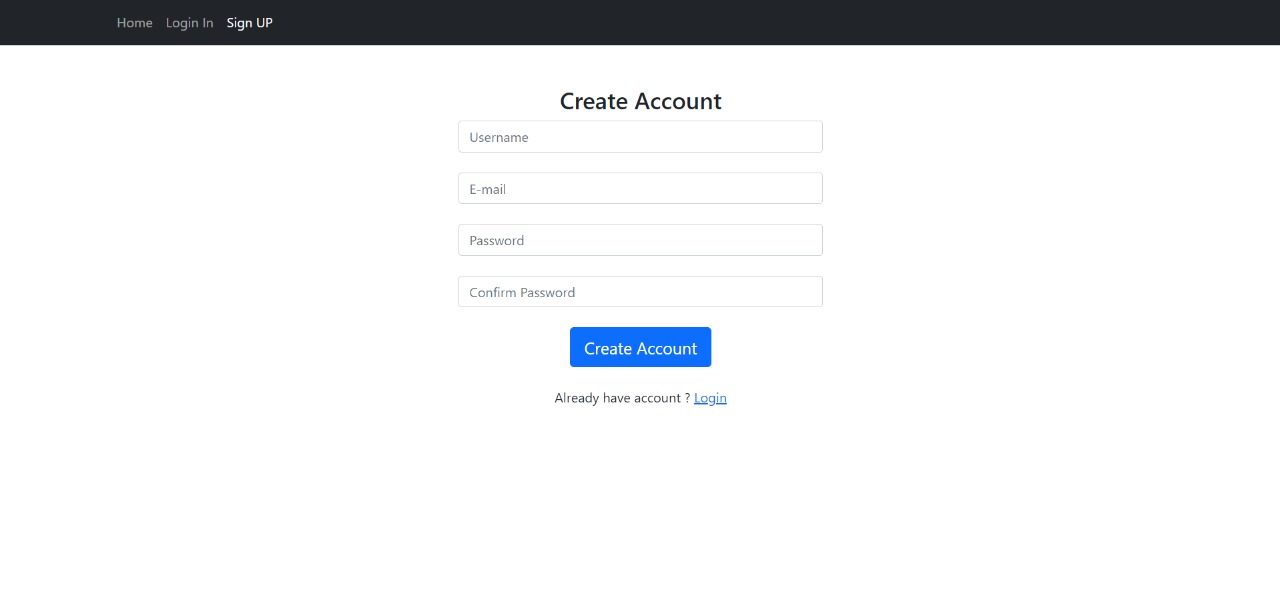 Home Login In Sign UP
Create Account
Username
E-mail
Password
Confirm Password
Create Account
Already have account ? Login